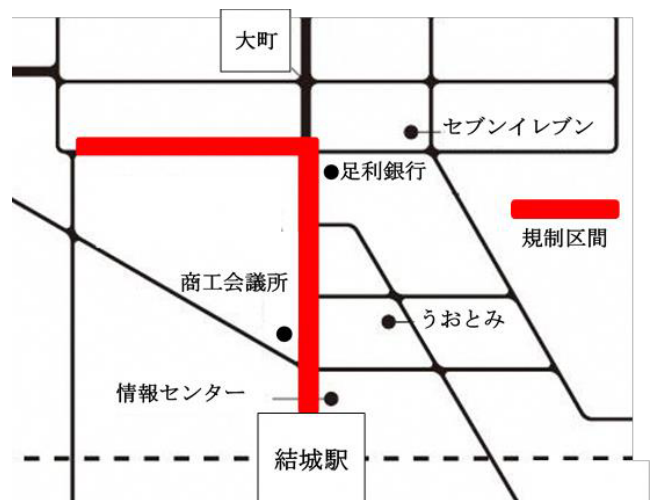 大町
セブンイレブン
足利銀行
規制区間
商工会議所
うおとみ
情報センター
結城駅